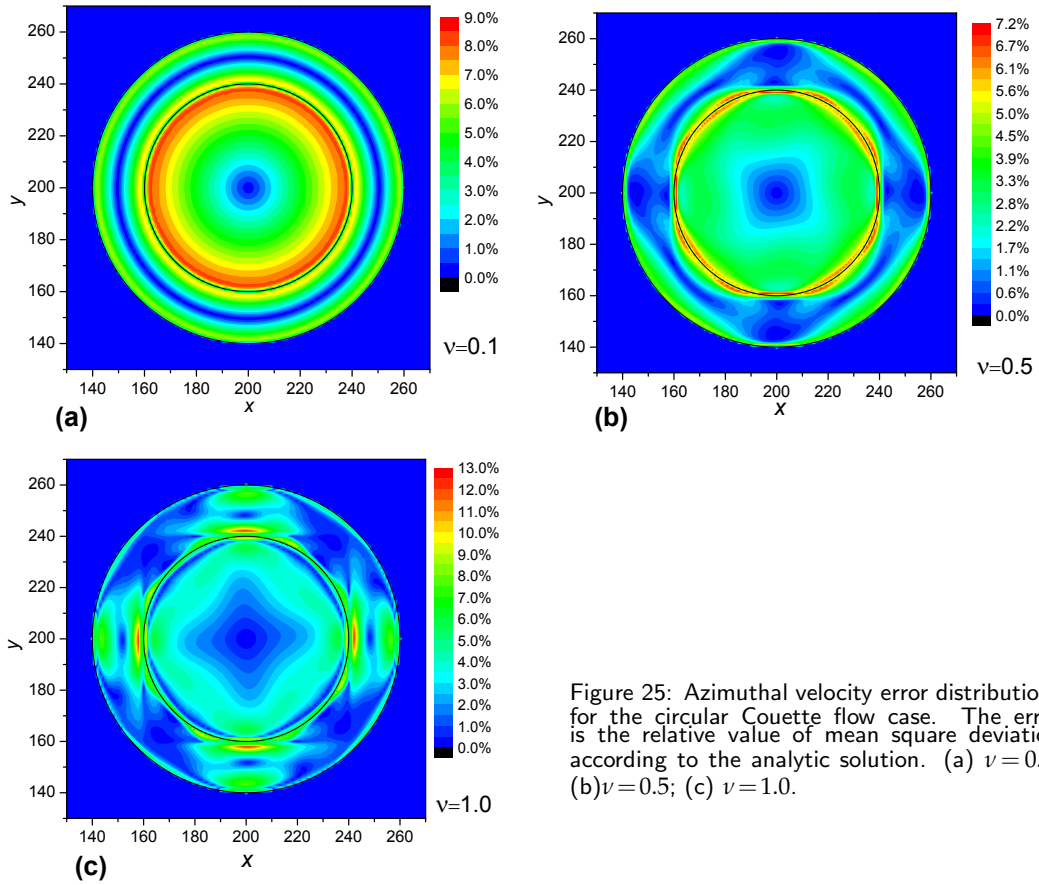 260
240
220
200
180
160
140
y
140 160 180 200 220 240 260
x
9.0%
8.0%
7.0%
6.0%
5.0%
4.0%
3.0%
2.0%
1.0%
0.0%
ν=0.1
(a)
260
240
220
200
180
160
140
y
140 160 180 200 220 240 260
x
7.2%
6.7%
6.1%
5.6%
5.0%
4.5%
3.9%
3.3%
2.8%
2.2%
1.7%
1.1%
0.6%
0.0%
ν=0.5
(b)
260
240
220
200
180
160
140
y
140 160 180 200 220 240 260
x
13.0%
12.0%
11.0%
10.0%
9.0%
8.0%
7.0%
6.0%
5.0%
4.0%
3.0%
2.0%
1.0%
0.0%
ν=1.0
(c)
Figure 25: Azimuthal velocity error distribution
for the circular Couette flow case. The err
is the relative value of mean square deviatio
according to the analytic solution. (a) ν=0.
(b)ν=0.5; (c) ν=1.0.